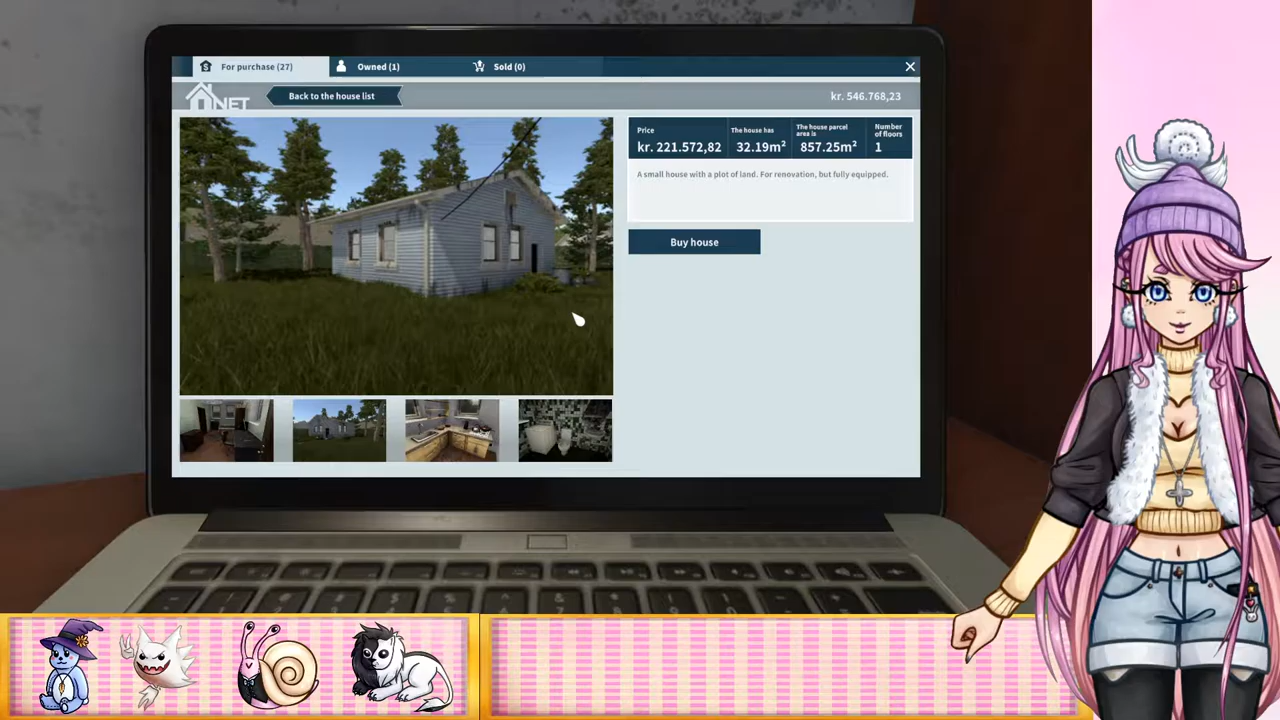 For purchase (27)
Owned (1)
Sold (0)
NET
Back to the house list
kr. 546.768,23
Price
kr. 221.572,82
The house has
32.19m²
The house parcel
area is
857.25m²
Number
of floors
1
A small house with a plot of land. For renovation, but fully equipped.
Buy house